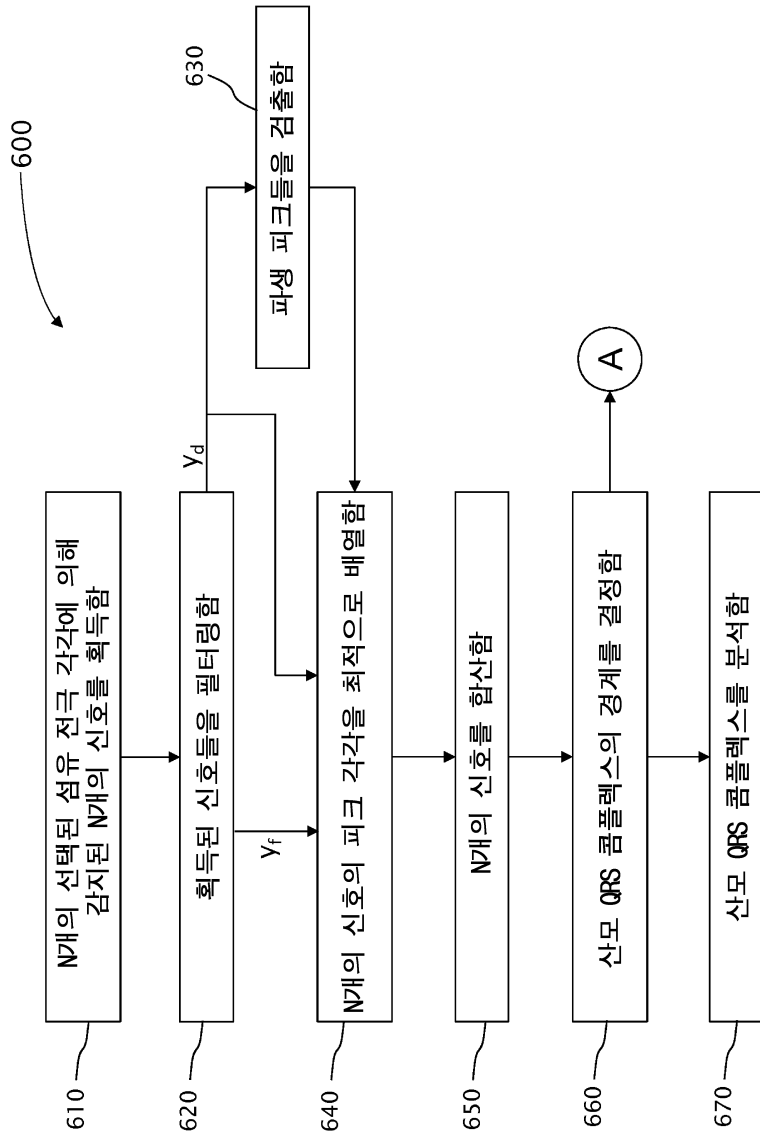 600
610
N개의 선택된 섬유 전극 각각에 의해
감지된 N개의 신호를 획득함
620
획득된 신호들을 필터링함
yd
630
파생 피크들을 검출함
yf
640
N개의 신호의 피크 각각을 최적으로 배열함
650
N개의 신호를 합산함
660
산모 QRS 콤플렉스의 경계를 결정함
A
670
산모 QRS 콤플렉스를 분석함